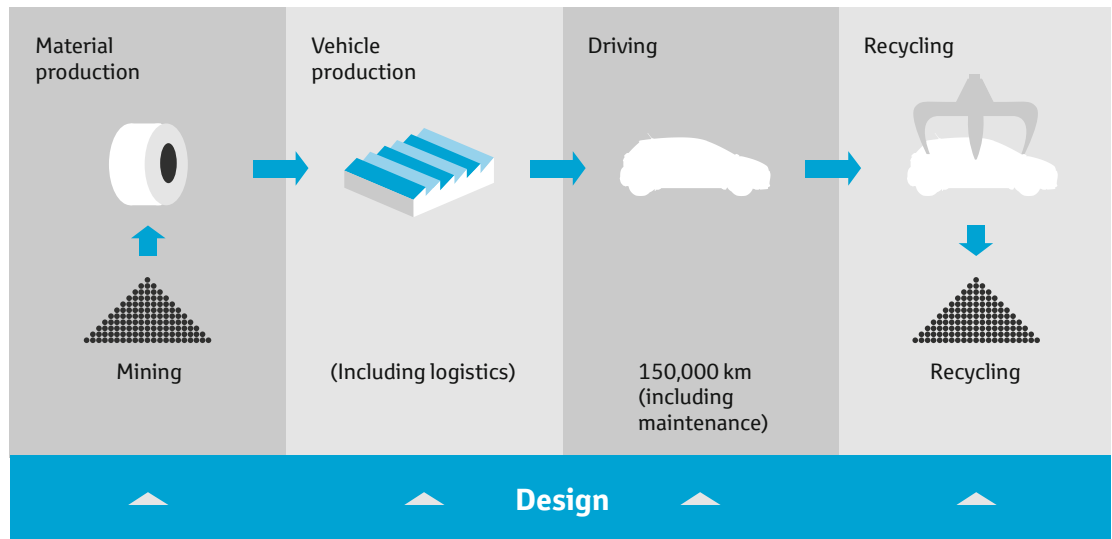 Material
production
Vehicle
production
Driving
Recycling
Mining
(Including logistics)
150,000 km
(including
maintenance)
Recycling
Design